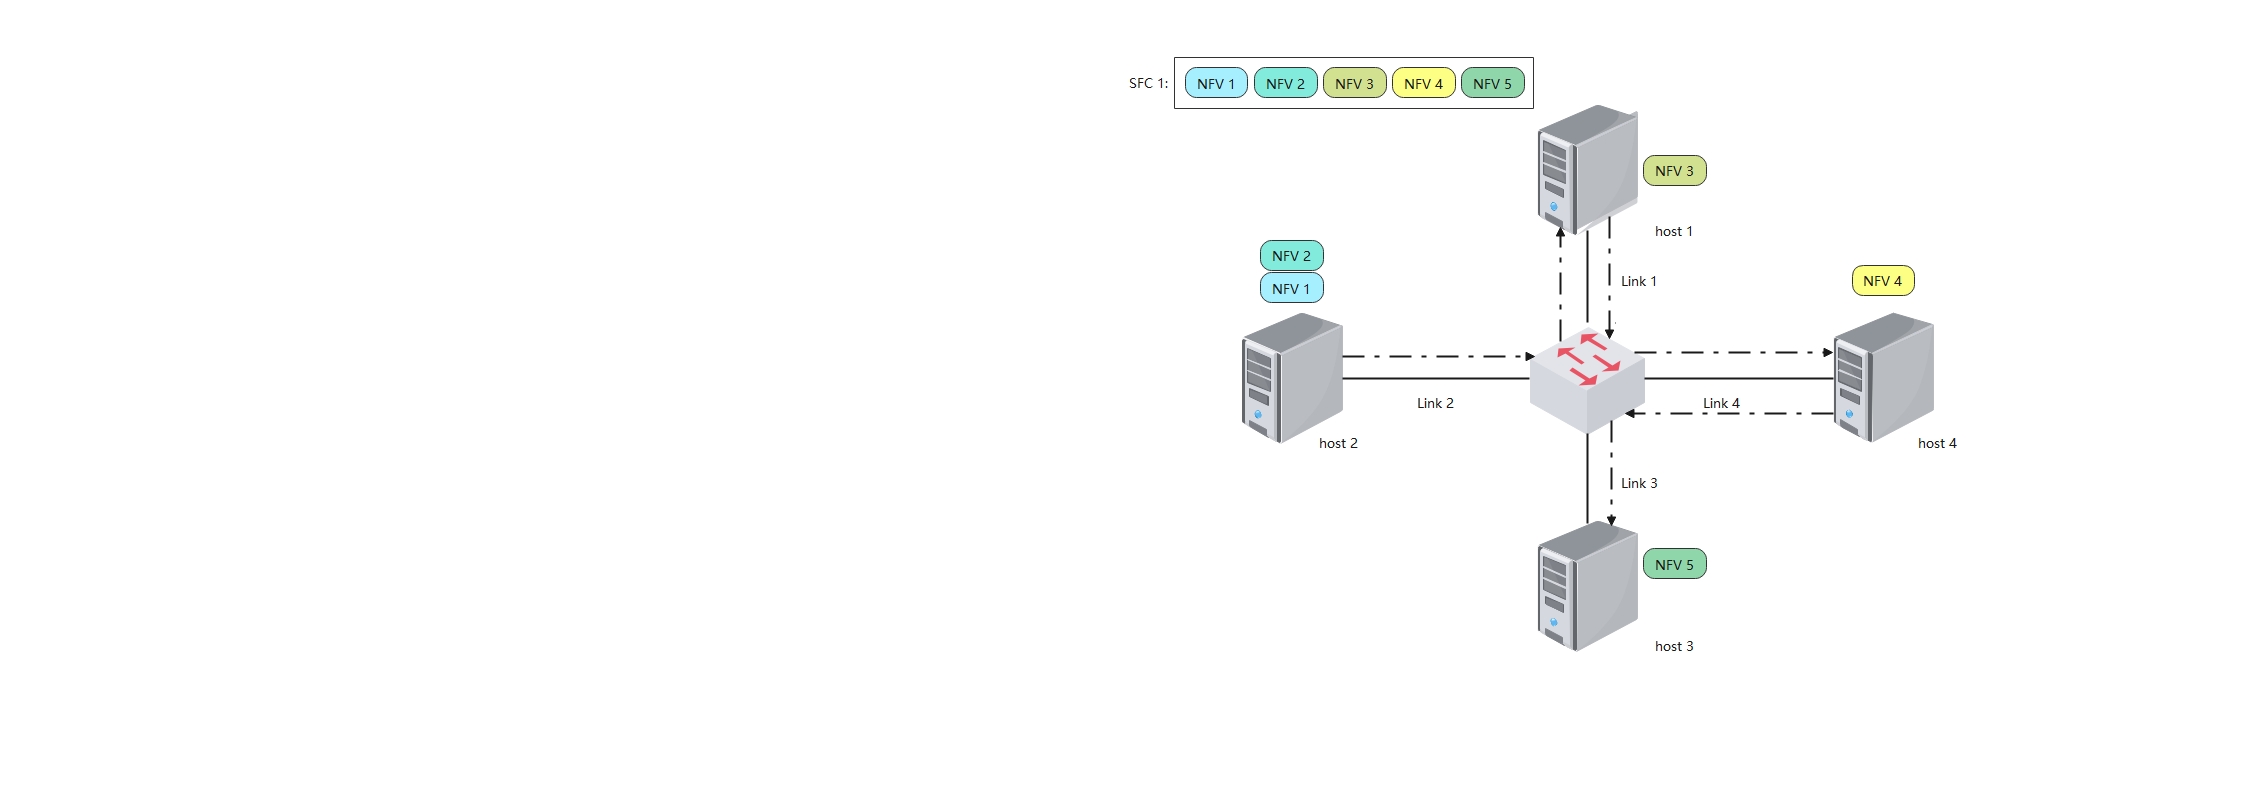 SFC 1: NFV 1 NFV 2 NFV 3 NFV 4 NFV 5
NFV 3
host 1
NFV 2
NFV 1
NFV 4
Link 1
Link 2
Link 4
host 2
host 4
Link 3
NFV 5
host 3